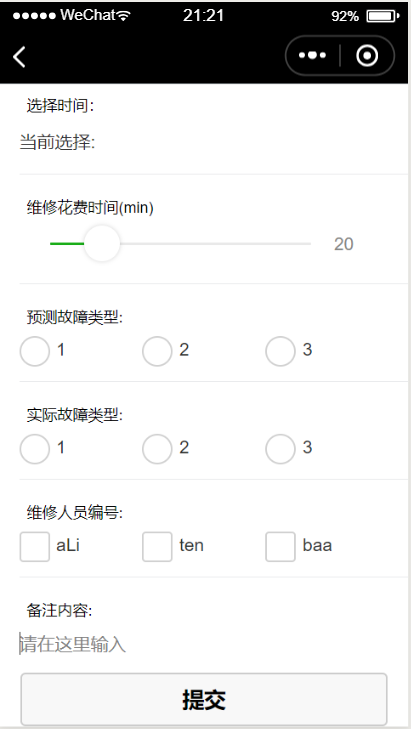 WeChat 21:21 92%
选择时间:
当前选择:
维修花费时间(min)
20
预测故障类型:
1 2 3
实际故障类型:
1 2 3
维修人员编号:
aLi ten baa
备注内容:
请在这里输入
提交